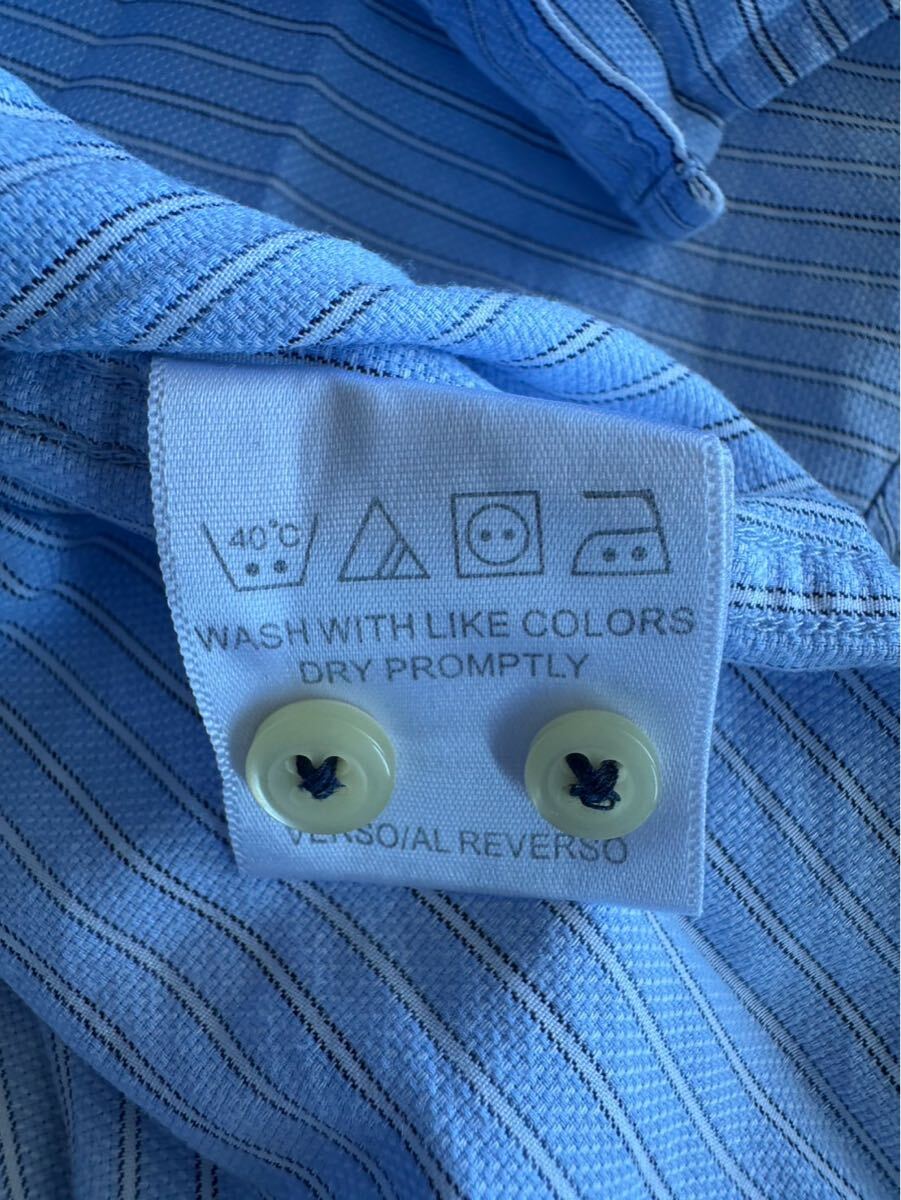 40°C
WASH WITH LIKE COLORS
DRY PROMPTLY
VERSO/AL REVERSO